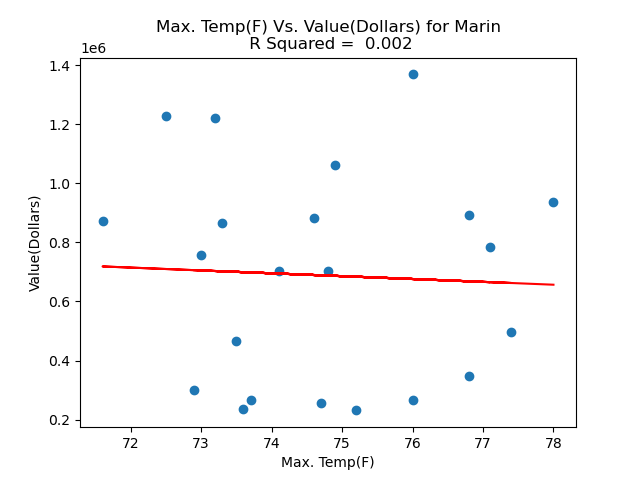 Max. Temp(F) Vs. Value(Dollars) for Marin
R Squared =  0.002
1e6
1.4
1.2
1.0
0.8
0.6
0.4
0.2
Value(Dollars)
72 73 74 75 76 77 78
Max. Temp(F)